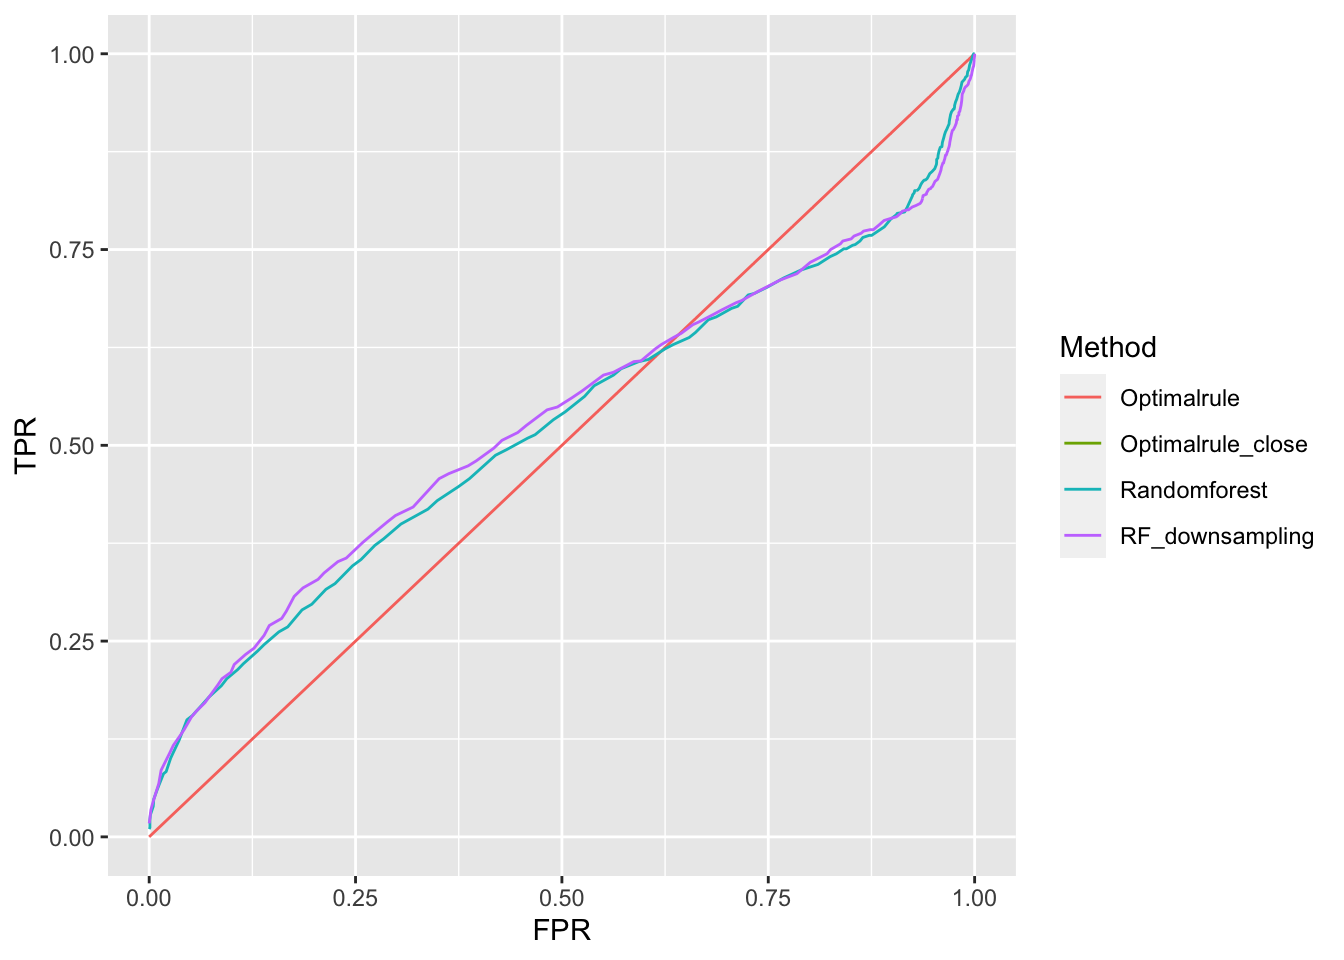 1.00
0.75
0.50
0.25
0.00
TPR
0.00 0.25 0.50 0.75 1.00
FPR
Method
Optimalrule
Optimalrule_close
Randomforest
RF_downsampling